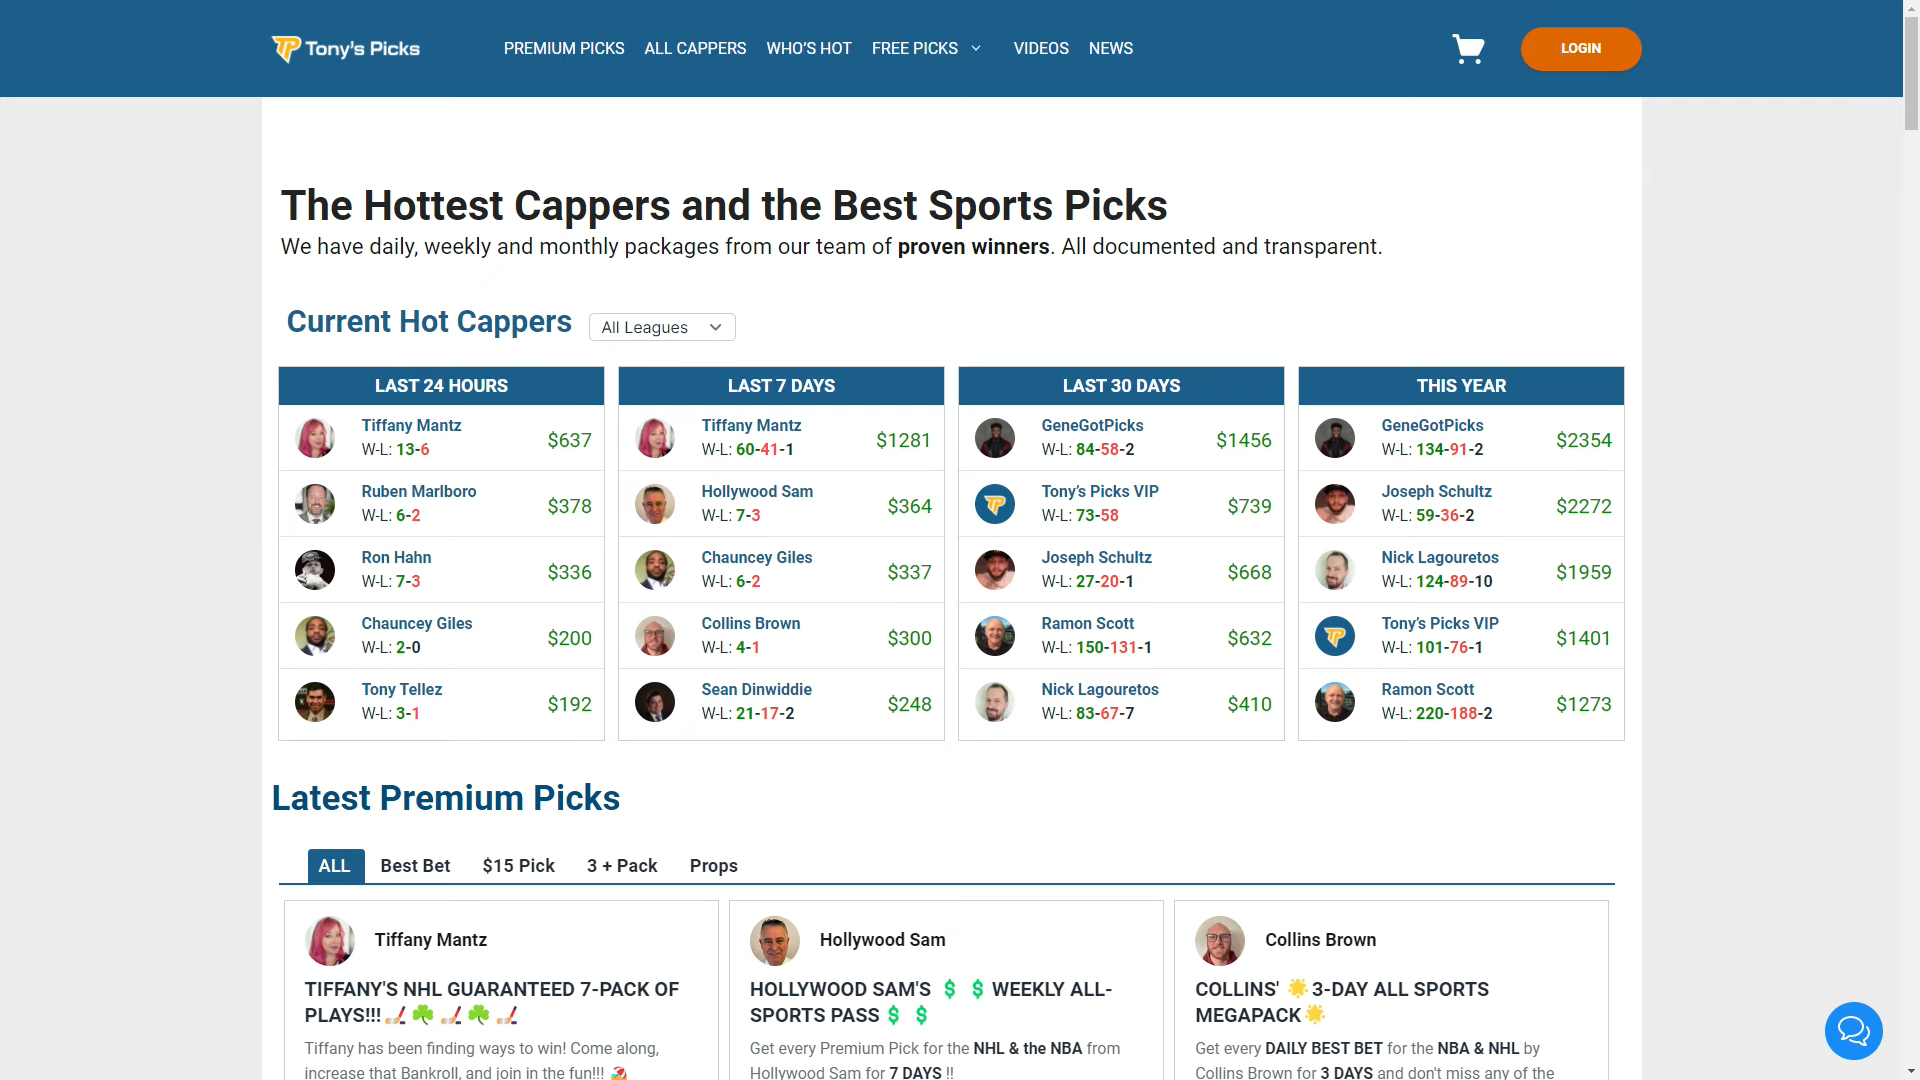 Tony's Picks
PREMIUM PICKS
ALL CAPPERS
WHO'S HOT
FREE PICKS
VIDEOS
NEWS
LOGIN
The Hottest Cappers and the Best Sports Picks
We have daily, weekly and monthly packages from our team of proven winners. All documented and transparent.
Current Hot Cappers
All Leagues
LAST 24 HOURS
Tiffany Mantz
W-L: 13-6
$637
Ruben Marlboro
W-L: 6-2
$378
Ron Hahn
W-L: 7-3
$336
Chauncey Giles
W-L: 2-0
$200
Tony Tellez
W-L: 3-1
$192
LAST 7 DAYS
Tiffany Mantz
W-L: 60-41-1
$1281
Hollywood Sam
W-L: 7-3
$364
Chauncey Giles
W-L: 6-2
$337
Collins Brown
W-L: 4-1
$300
Sean Dinwiddie
W-L: 21-17-2
$248
LAST 30 DAYS
GeneGotPicks
W-L: 84-58-2
$1456
Tony's Picks VIP
W-L: 73-58
$739
Joseph Schultz
W-L: 27-20-1
$668
Ramon Scott
W-L: 150-131-1
$632
Nick Lagouretos
W-L: 83-67-7
$410
THIS YEAR
GeneGotPicks
W-L: 134-91-2
$2354
Joseph Schultz
W-L: 59-36-2
$2272
Nick Lagouretos
W-L: 124-89-10
$1959
Tony's Picks VIP
W-L: 101-76-1
$1401
Ramon Scott
W-L: 220-188-2
$1273
Latest Premium Picks
ALL
Best Bet
$15 Pick
3 + Pack
Props
Tiffany Mantz
TIFFANY'S NHL GUARANTEED 7-PACK OF
PLAYS!!!🏒☘️🏒☘️🏒
Tiffany has been finding ways to win! Come along,
increase that Bankroll, and join in the fun!!! 🏖️
Hollywood Sam
HOLLYWOOD SAM'S 💲 💲 WEEKLY ALL-
SPORTS PASS 💲 💲
Get every Premium Pick for the NHL & the NBA from
Hollywood Sam for 7 DAYS !!
Collins Brown
COLLINS' 🌟3-DAY ALL SPORTS
MEGAPACK🌟
Get every DAILY BEST BET for the NBA & NHL by
Collins Brown for 3 DAYS and don't miss any of the